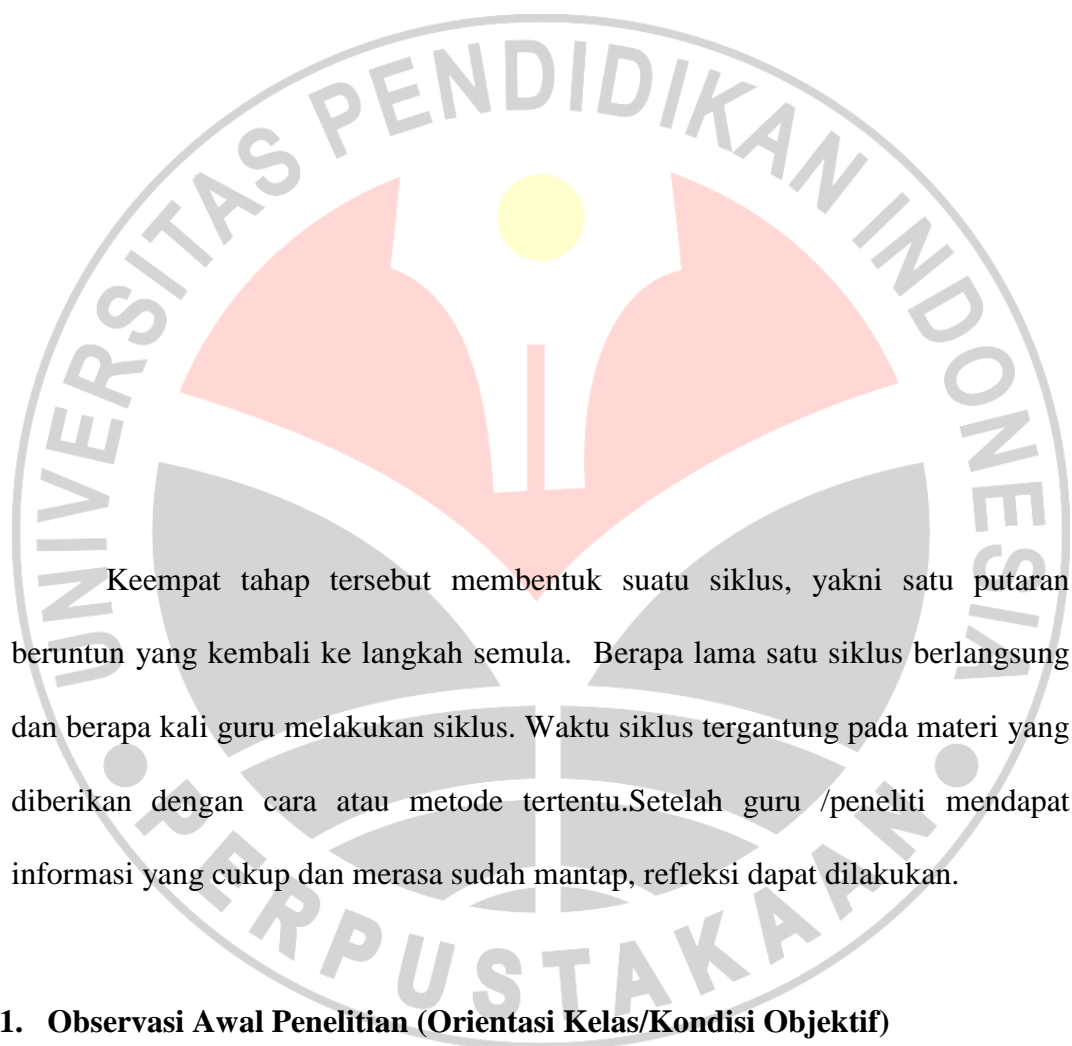 UNIVERSITAS PENDIDIKAN INDONESIA
Keempat tahap tersebut membentuk suatu siklus, yakni satu putaran
beruntun yang kembali ke langkah semula.  Berapa lama satu siklus berlangsung
dan berapa kali guru melakukan siklus. Waktu siklus tergantung pada materi yang
diberikan dengan cara atau metode tertentu.Setelah guru /peneliti mendapat
informasi yang cukup dan merasa sudah mantap, refleksi dapat dilakukan.
PERPUSTAKAAN
1. Observasi Awal Penelitian (Orientasi Kelas/Kondisi Objektif)